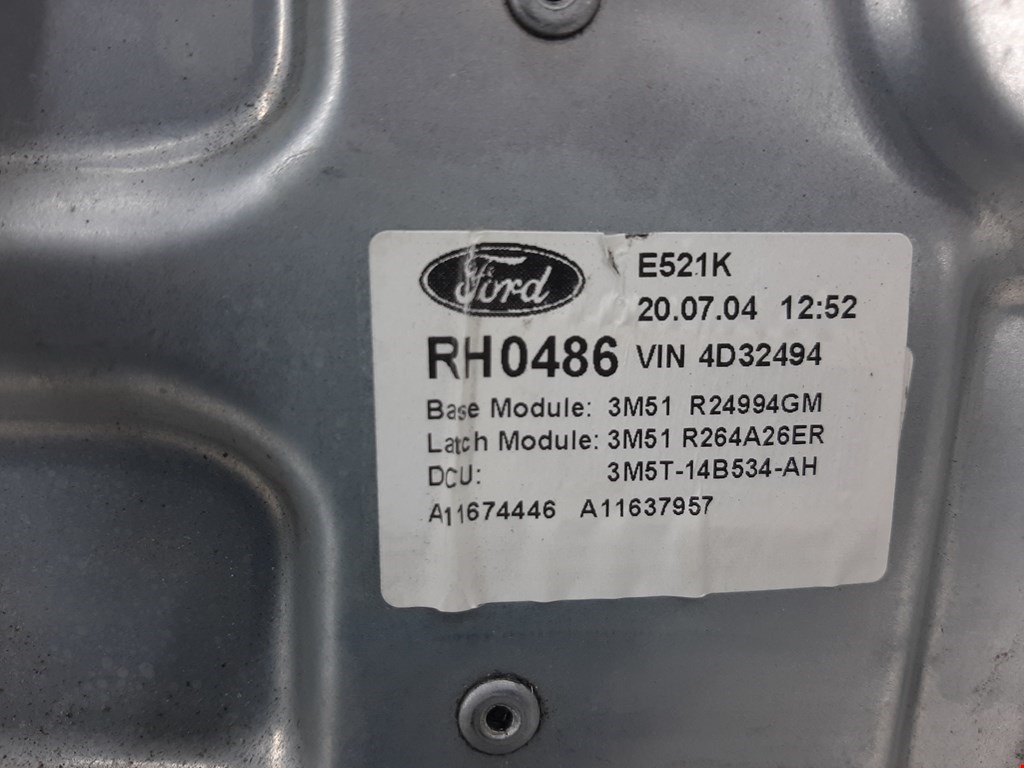 Ford
E521K
20.07.04 12:52
RH0486 VIN 4D32494
Base Module: 3M51 R24994GM
Latch Module: 3M51 R264A26ER
DCU: 3M5T-14B534-AH
A11674446 A11637957